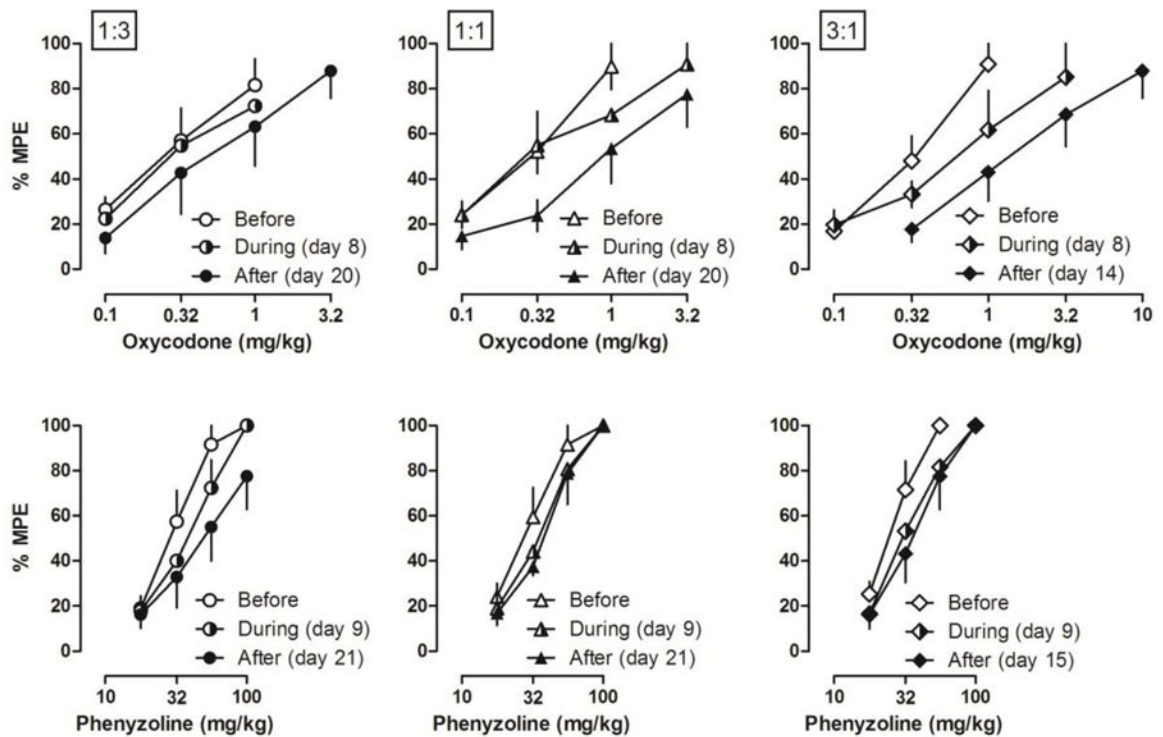 1:3
% MPE
100
80
60
40
20
0
Before
During (day 8)
After (day 20)
0.1 0.32 1 3.2
Oxycodone (mg/kg)
1:1
100
80
60
40
20
0
Before
During (day 8)
After (day 20)
0.1 0.32 1 3.2
Oxycodone (mg/kg)
3:1
100
80
60
40
20
0
Before
During (day 8)
After (day 14)
0.1 0.32 1 3.2 10
Oxycodone (mg/kg)
% MPE
100
80
60
40
20
0
Before
During (day 9)
After (day 21)
10 32 100
Phenyzoline (mg/kg)
100
80
60
40
20
0
Before
During (day 9)
After (day 21)
10 32 100
Phenyzoline (mg/kg)
100
80
60
40
20
0
Before
During (day 9)
After (day 15)
10 32 100
Phenyzoline (mg/kg)